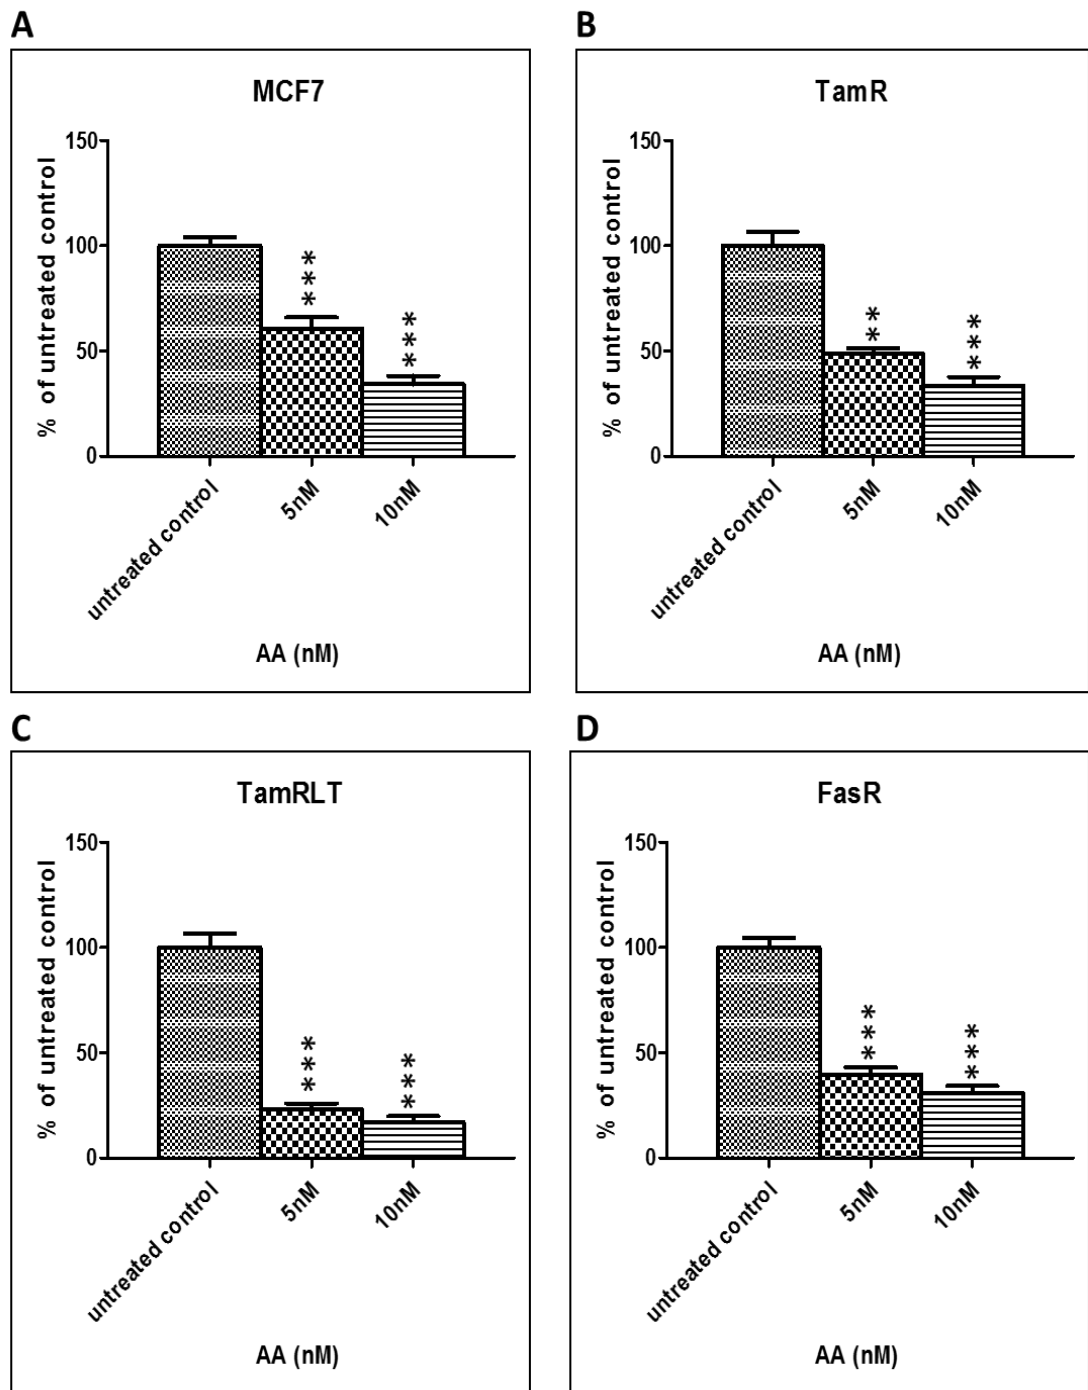 A
MCF7
% of untreated control
150
100
50
0
***
***
untreated control
5nM
10nM
AA (nM)
B
TamR
% of untreated control
150
100
50
0
**
***
untreated control
5nM
10nM
AA (nM)
C
TamRLT
% of untreated control
150
100
50
0
***
***
untreated control
5nM
10nM
AA (nM)
D
FasR
% of untreated control
150
100
50
0
***
***
untreated control
5nM
10nM
AA (nM)